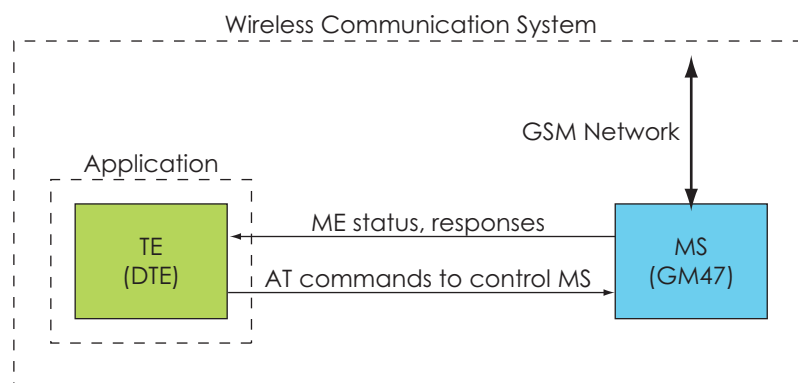 Wireless Communication System
GSM Network
Application
ME status, responses
TE
(DTE)
MS
(GM47)
AT commands to control MS